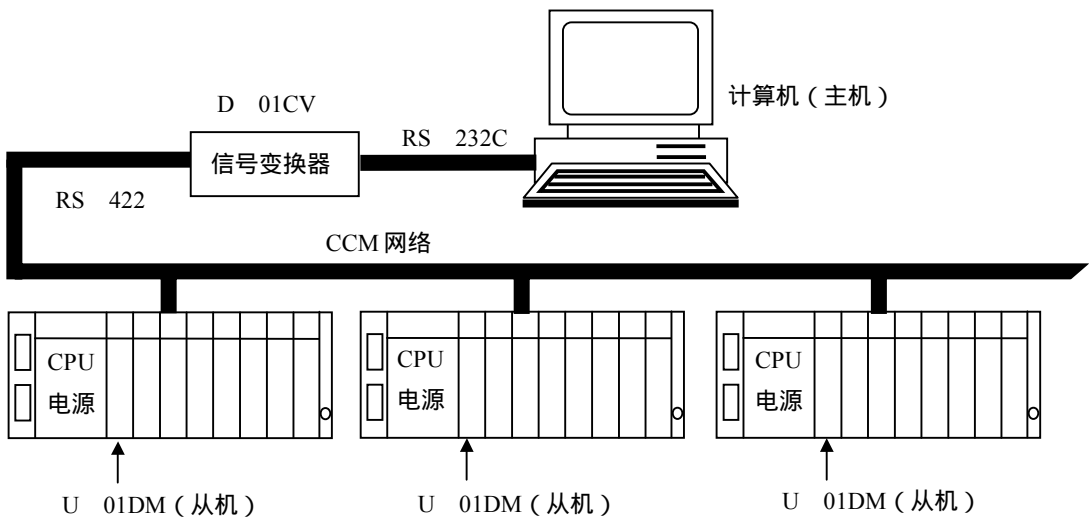 计算机（主机）
D 01CV
信号变换器
RS 232C
RS 422
CCM 网络
CPU
电源
CPU
电源
CPU
电源
U 01DM（从机）
U 01DM（从机）
U 01DM（从机）